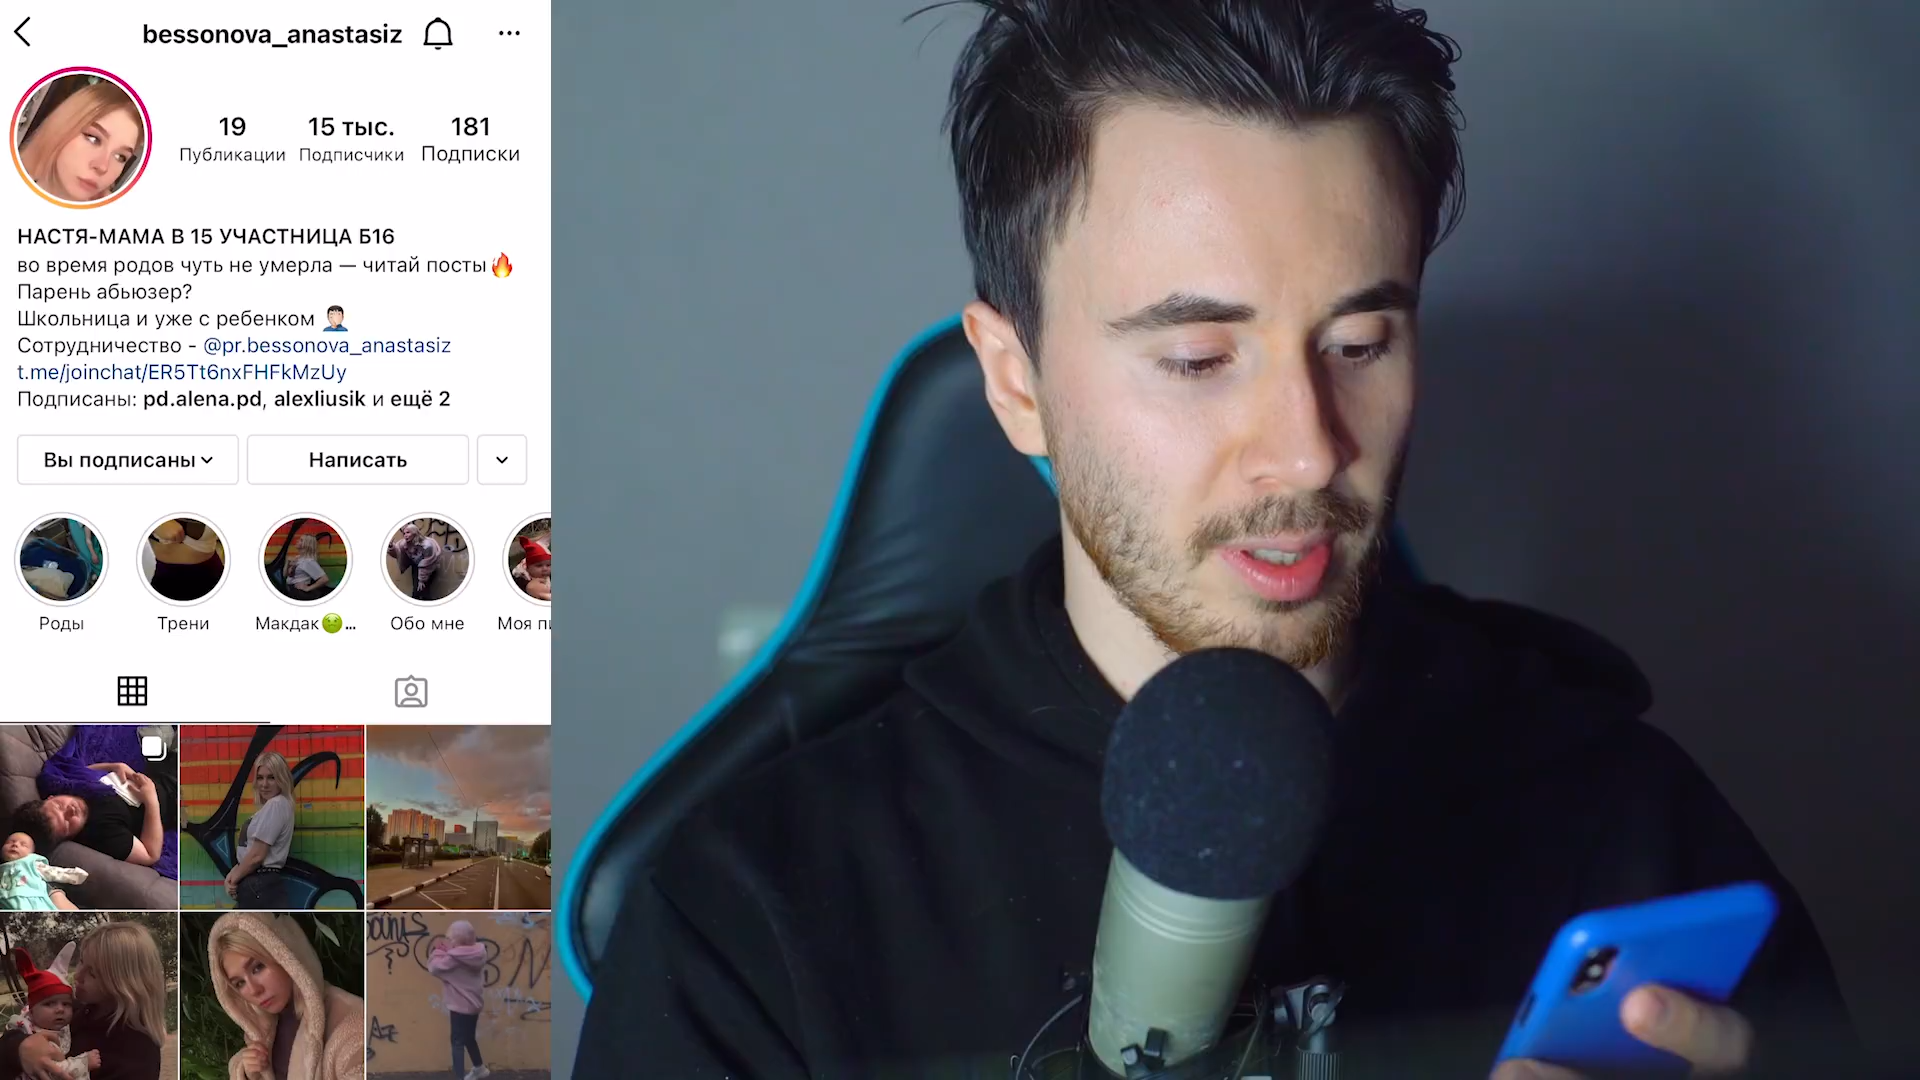 bessonova_anastasiz
19 15 тыс. 181
Публикации Подписчики Подписки
НАСТЯ-МАМА В 15 УЧАСТНИЦА Б16
во время родов чуть не умерла — читай посты🔥
Парень абьюзер?
Школьница и уже с ребенком 🤦🏻‍♂️
Сотрудничество - @pr.bessonova_anastasiz
t.me/joinchat/ER5Tt6nxFHFkMzUy
Подписаны: pd.alena.pd, alexliusik и ещё 2
Вы подписаны Написать
Роды Трени Макдак🤢... Обо мне Моя